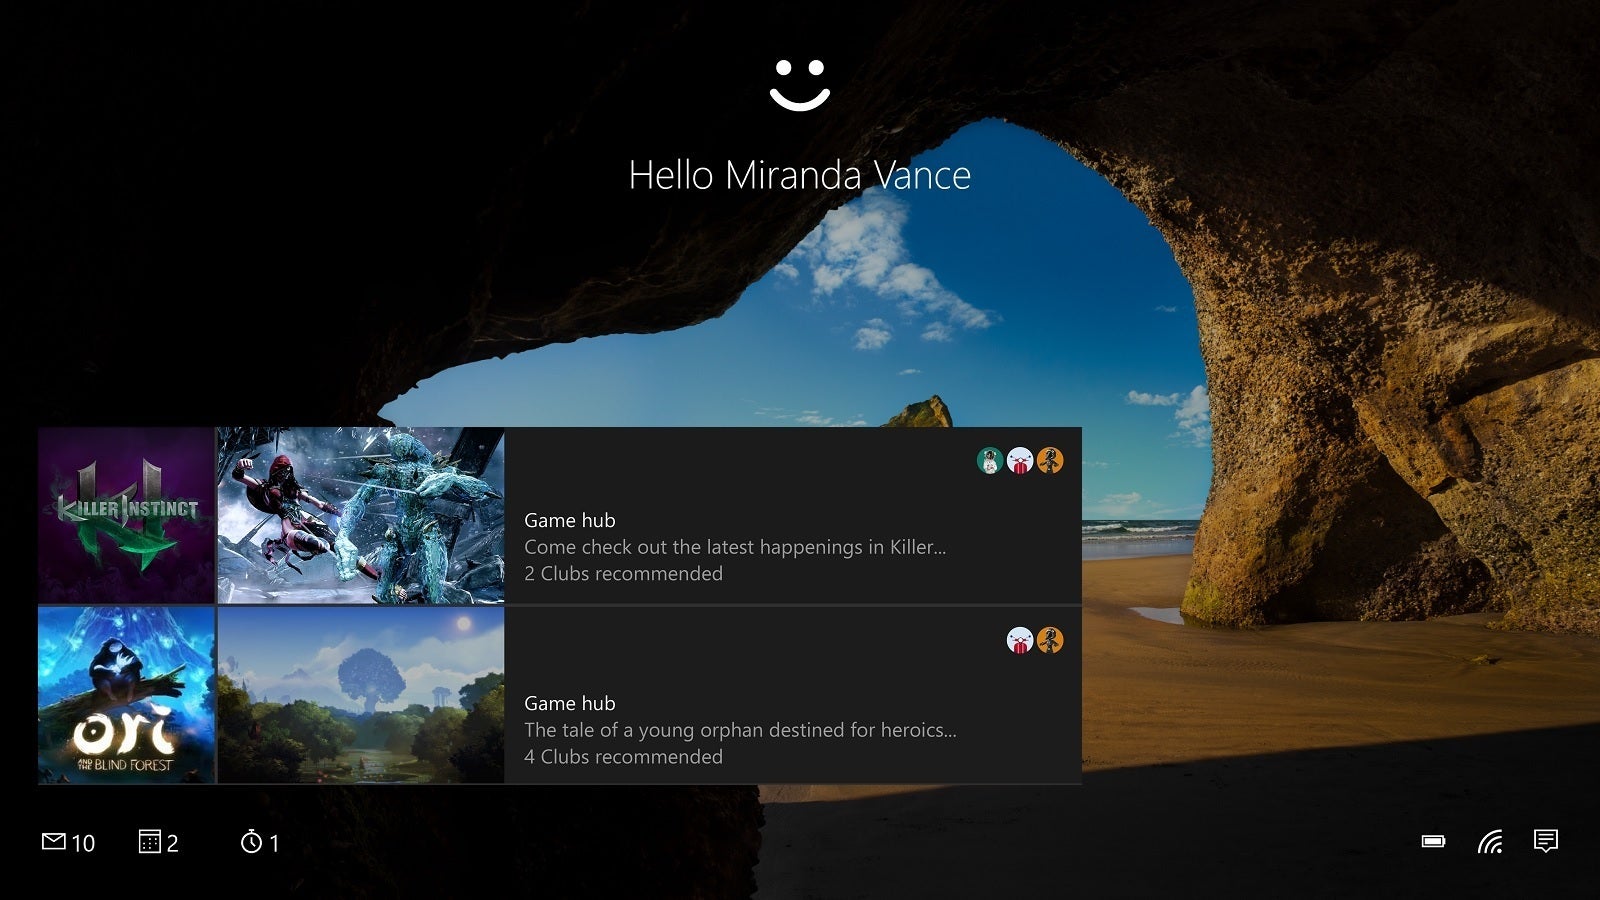 Hello Miranda Vance
KILLER INSTINCT
Game hub
Come check out the latest happenings in Killer...
2 Clubs recommended
ori
AND THE BLIND FOREST
Game hub
The tale of a young orphan destined for heroics...
4 Clubs recommended
10 2 1